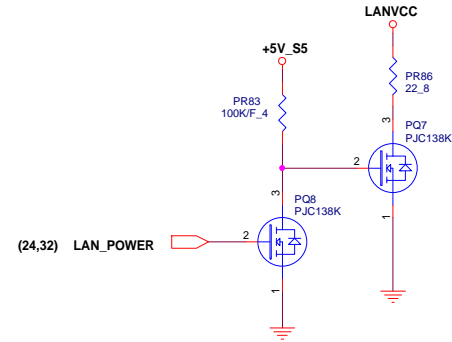 LANVCC
+5V_S5
PR83
100K/F_4
PR86
22_8
3
PQ7
PJC138K
2
1
3
PQ8
PJC138K
2
1
(24,32) LAN_POWER